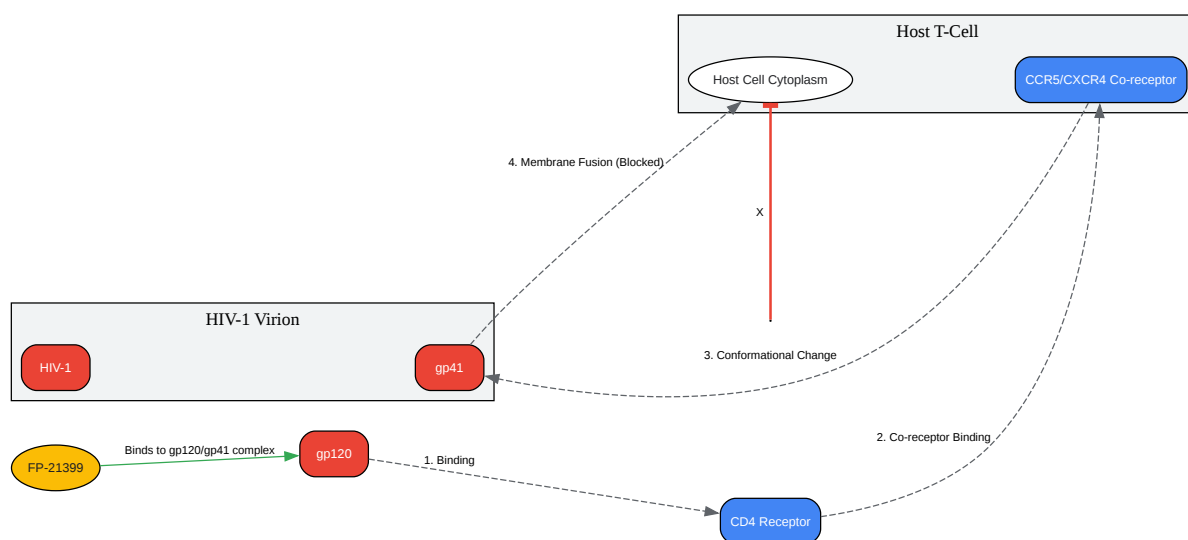 Host T-Cell
Host Cell Cytoplasm
CCR5/CXCR4 Co-receptor
4. Membrane Fusion (Blocked)
X
HIV-1 Virion
3. Conformational Change
HIV-1
gp41
2. Co-receptor Binding
Binds to gp120/gp41 complex
gp120
1. Binding
FP-21399
CD4 Receptor